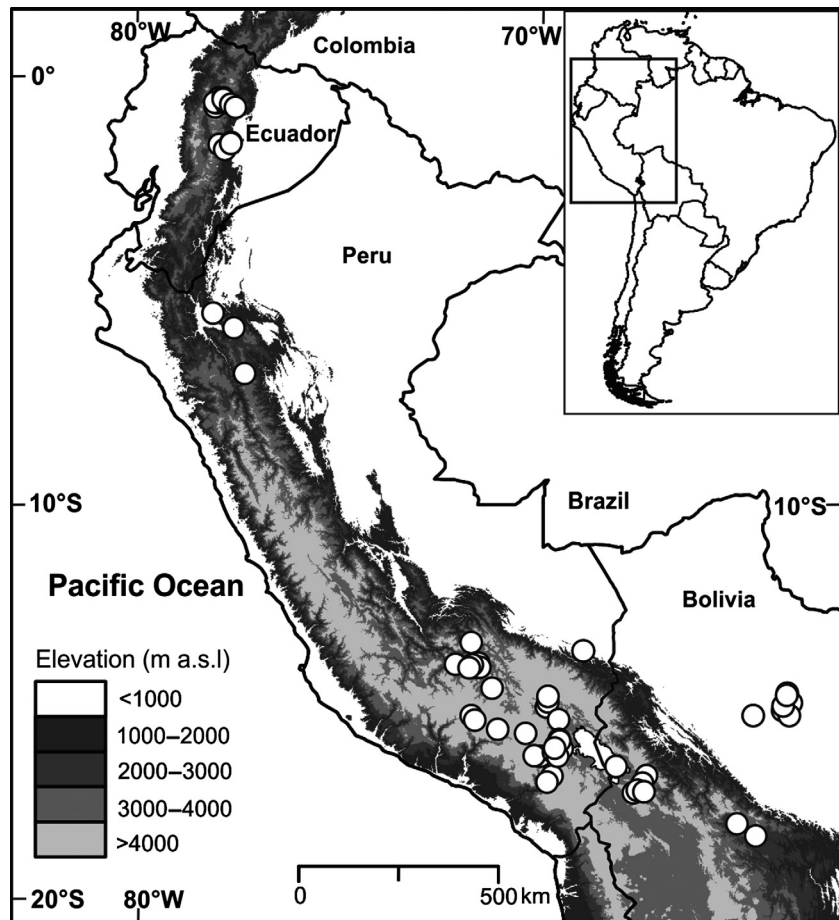 80°W
70°W
Colombia
0°
Ecuador
Peru
10°S
Brazil
10°S
Pacific Ocean
Bolivia
Elevation (m a.s.l)
<1000
1000–2000
2000–3000
3000–4000
>4000
0
500 km
20°S
80°W